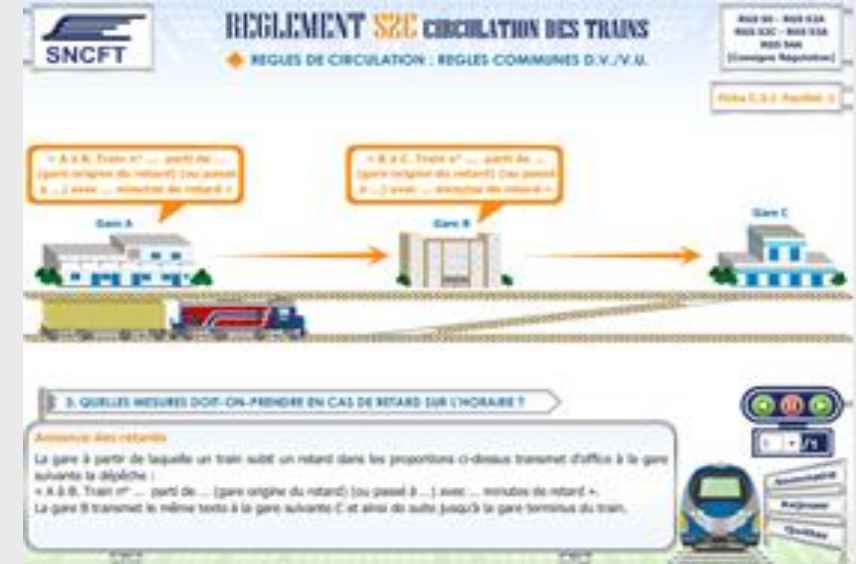 SNCFT
REGLEMENT S2C CIRCULATION DES TRAINS
REGLES DE CIRCULATION : REGLES COMMUNES D.V./V.U.
[Consigne Régulation]
« A à B. Train n° ... parti de ...
(gare origine du retard) (ou passé
à ...) avec ... minutes de retard »
« B à C. Train n° ... parti de ...
(gare origine du retard) (ou passé
à ...) avec ... minutes de retard »
Gare A
Gare B
Gare C
3. QUELLES MESURES DOIT-ON-PRENDRE EN CAS DE RETARD SUR L'HORAIRE ?
Annonce des retards
La gare à partir de laquelle un train subit un retard dans les proportions ci-dessus transmet d'office à la gare
suivante la dépêche :
« A à B. Train n° ... parti de ... (gare origine du retard) (ou passé à ...) avec ... minutes de retard ».
La gare B transmet le même texte à la gare suivante C et ainsi de suite jusqu'à la gare terminus du train.
Quitter